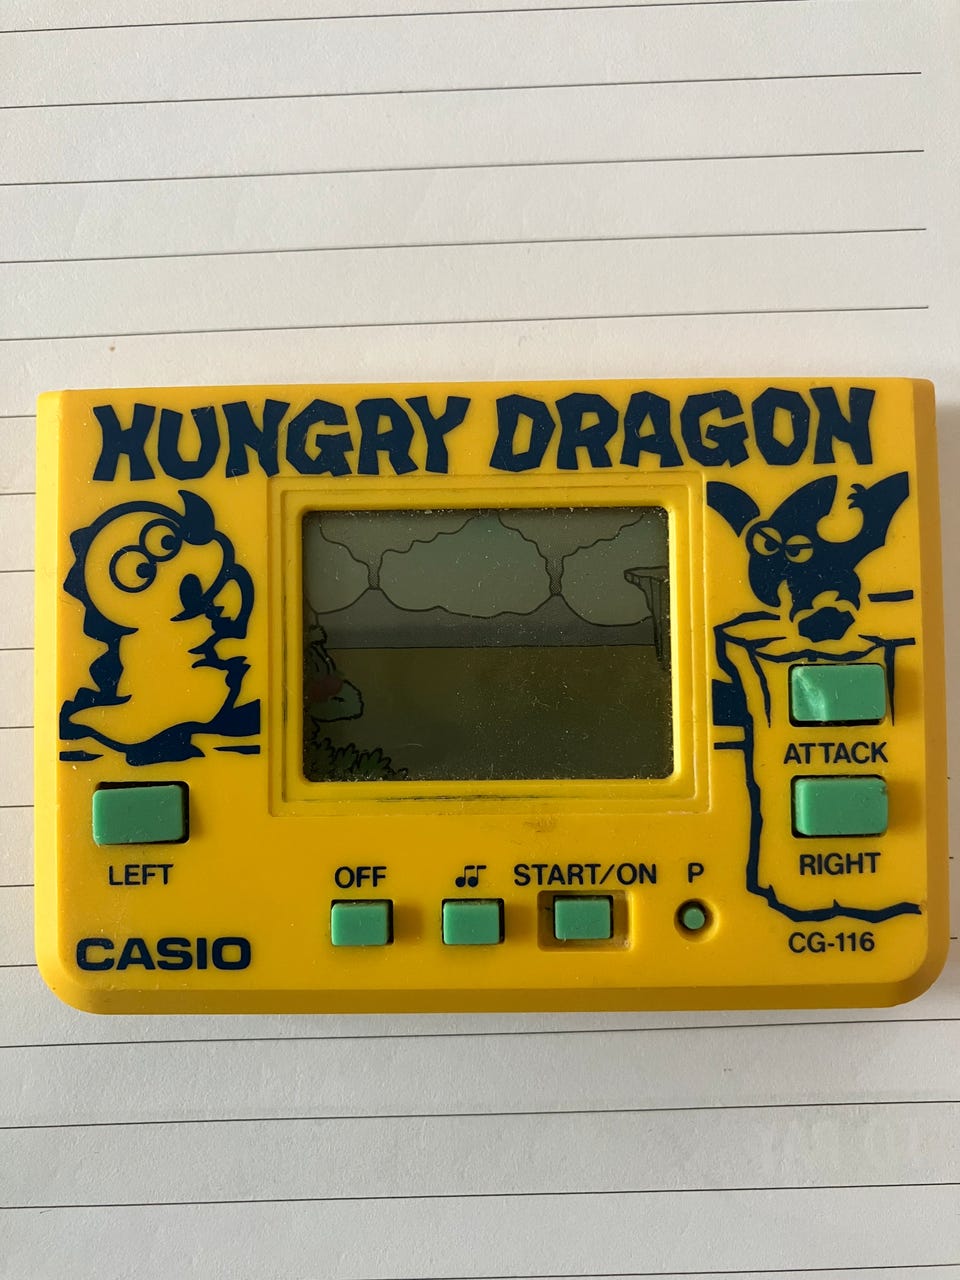 HUNGRY DRAGON
ATTACK
LEFT
RIGHT
OFF ♫ START/ON P
CASIO
CG-116